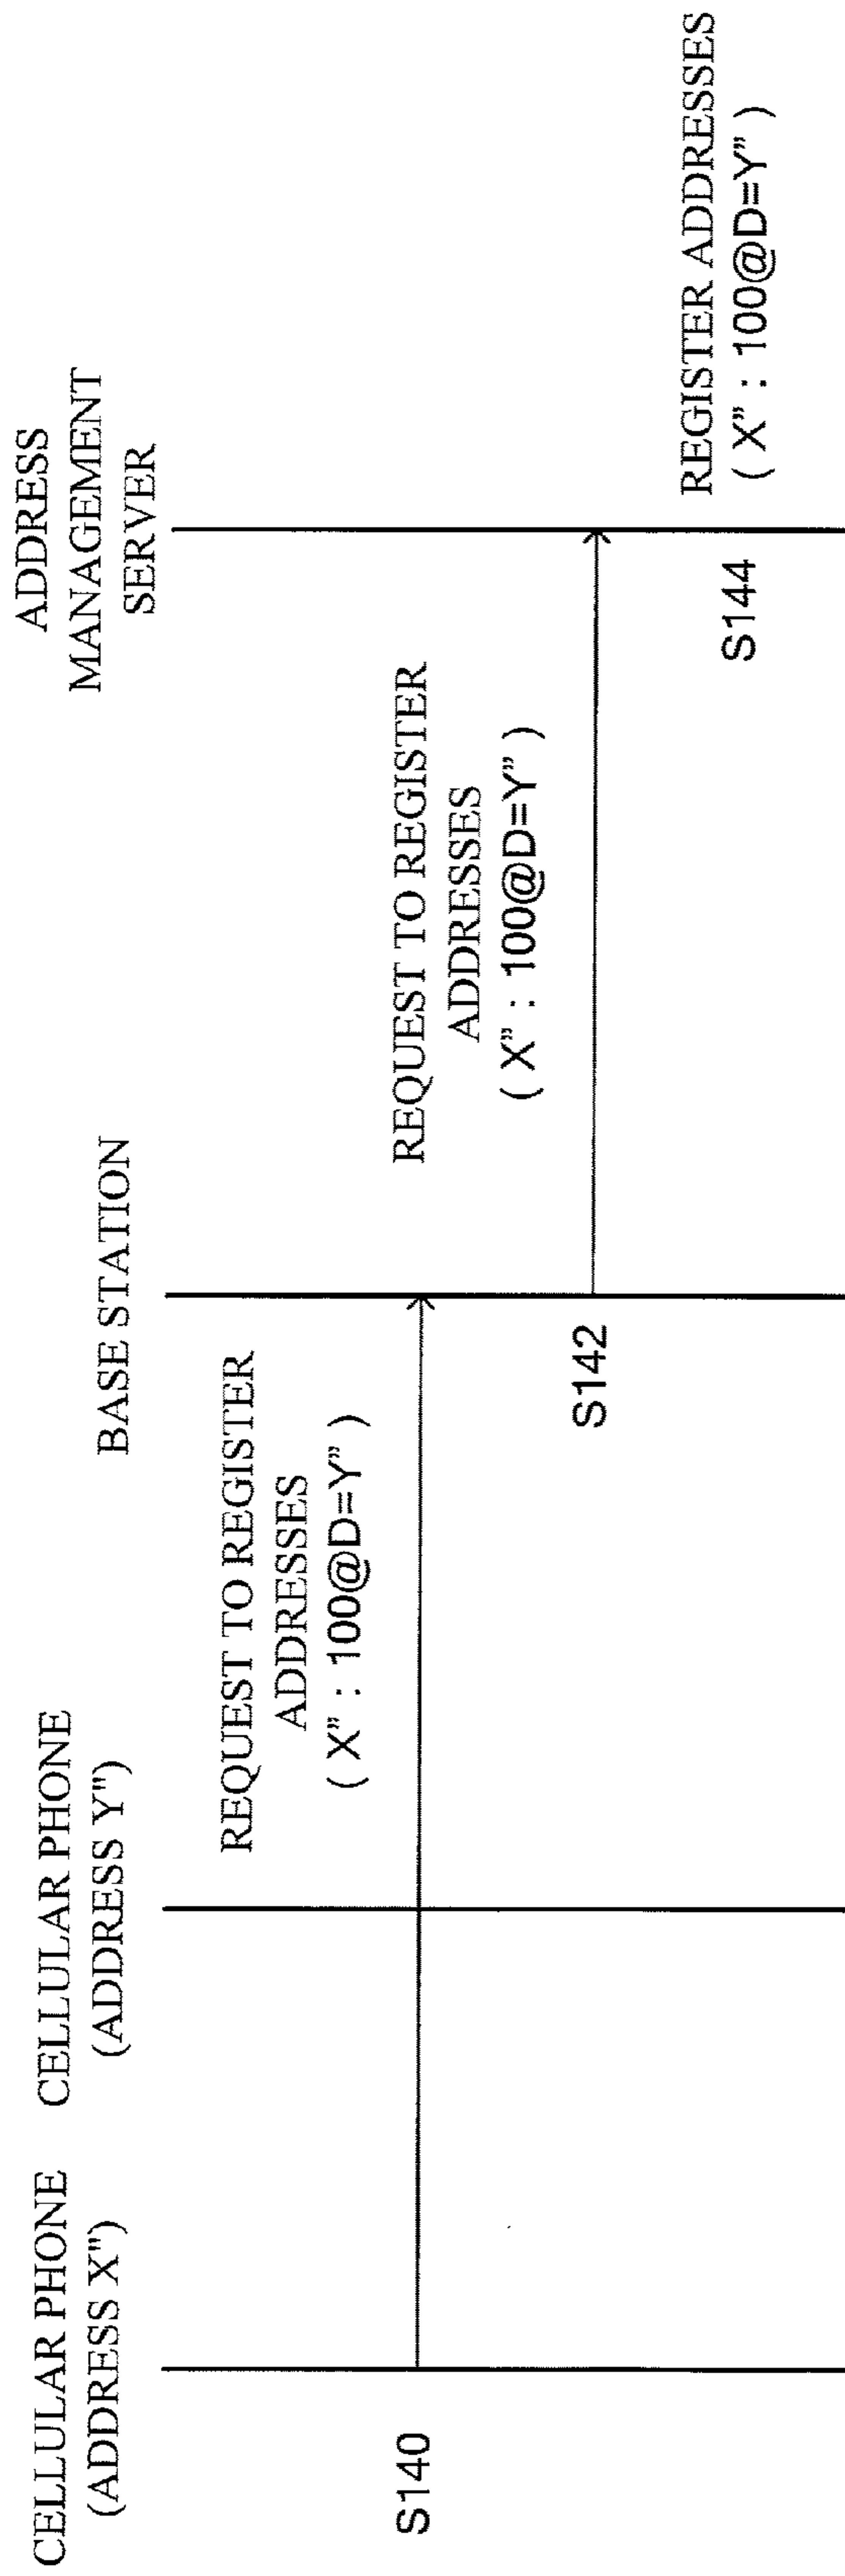 CELLULAR PHONE
(ADDRESS X")
CELLULAR PHONE
(ADDRESS Y")
BASE STATION
ADDRESS
MANAGEMENT
SERVER
S140
REQUEST TO REGISTER
ADDRESSES
( X" : 100@D=Y" )
S142
REQUEST TO REGISTER
ADDRESSES
( X" : 100@D=Y" )
S144
REGISTER ADDRESSES
( X" : 100@D=Y" )